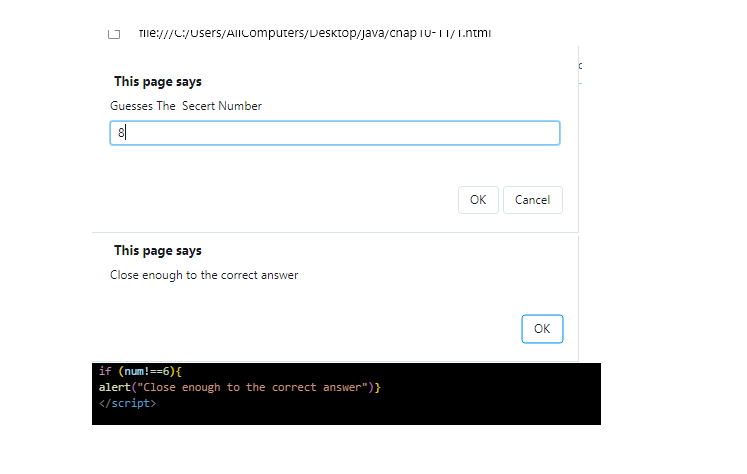 file:///C:/Users/AllComputers/Desktop/java/chap10-11/1.html
This page says
Guesses The  Secert Number
8
OK Cancel
This page says
Close enough to the correct answer
OK
if (num!==6){
alert("Close enough to the correct answer")}
</script>